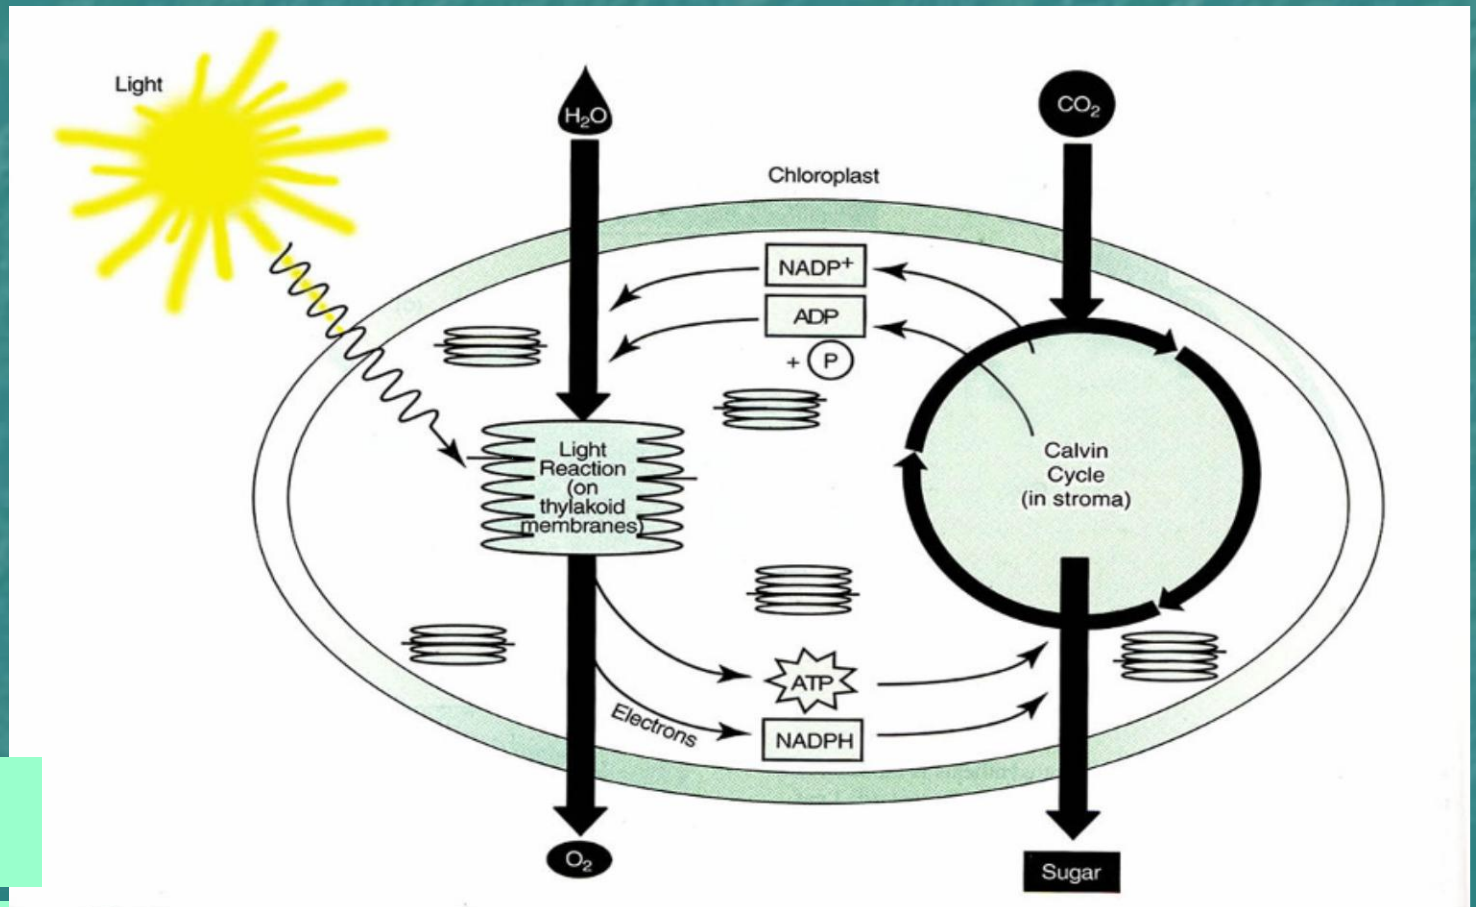 Light
H₂O
CO₂
Chloroplast
NADP⁺
ADP
+ P
Light
Reaction
(on
thylakoid
membranes)
Calvin
Cycle
(in stroma)
ATP
Electrons
NADPH
O₂
Sugar